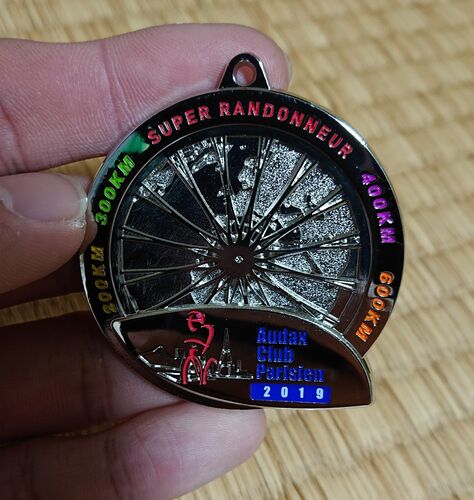 SUPER RANDONNEUR
200KM
300KM
400KM
600KM
Audax
Club
Parisien
2019